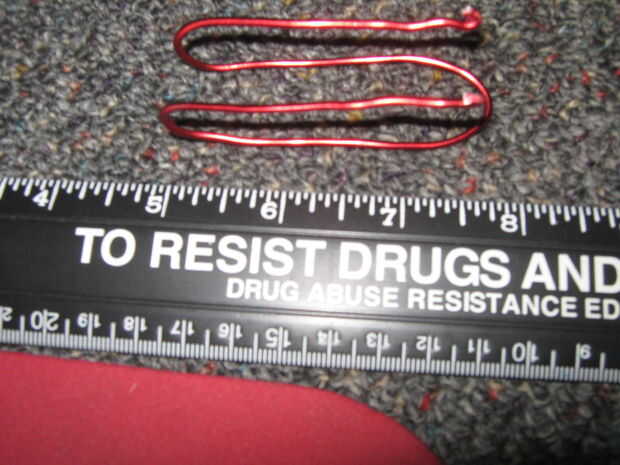 4 5 6 7 8
TO RESIST DRUGS AND
DRUG ABUSE RESISTANCE ED
20 19 18 17 16 15 14 13 12 11 10 9